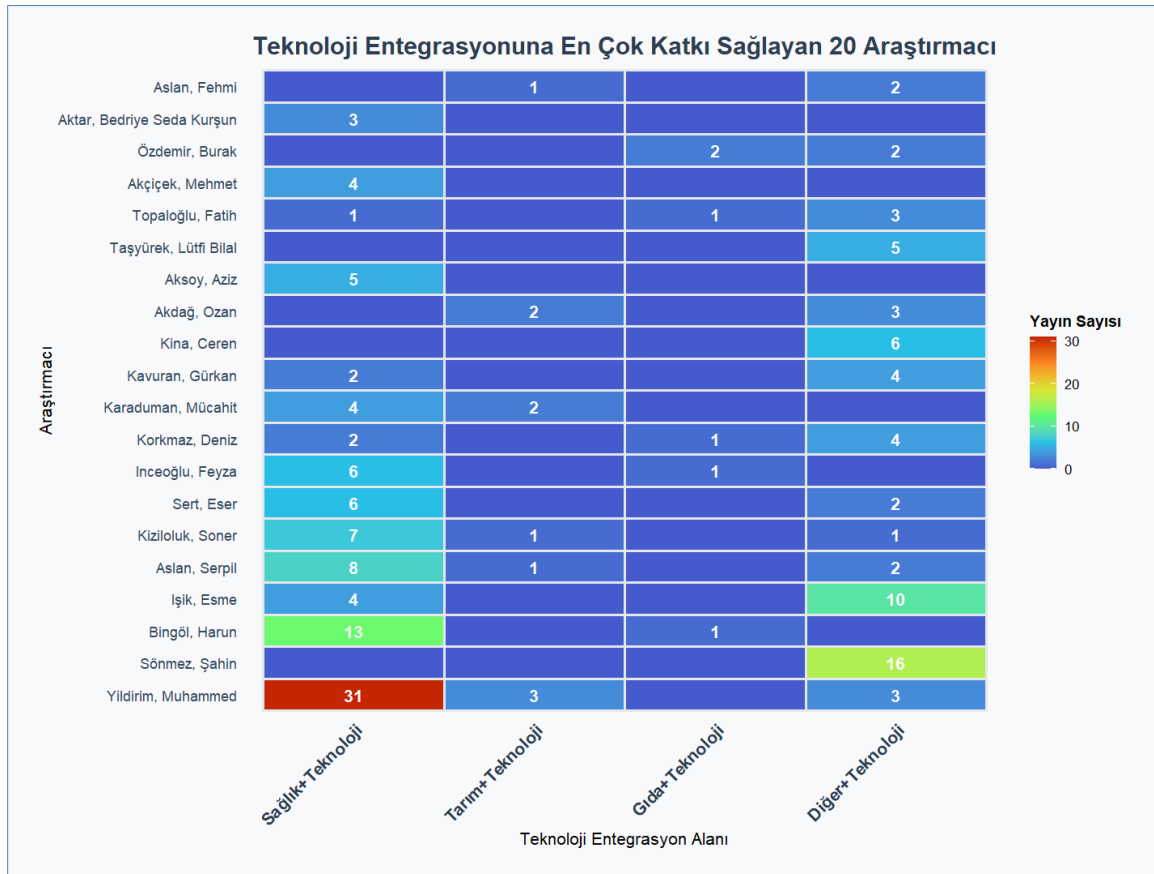 Teknoloji Entegrasyonuna En Çok Katkı Sağlayan 20 Araştırmacı
Aslan, Fehmi 1 2
Aktar, Bedriye Seda Kurşun 3
Özdemir, Burak 2 2
Akçiçek, Mehmet 4
Topaloğlu, Fatih 1 1 3
Taşyürek, Lütfi Bilal 5
Aksoy, Aziz 5
Akdağ, Ozan 2 3
Kina, Ceren 6
Kavuran, Gürkan 2 4
Karaduman, Mücahit 4 2
Korkmaz, Deniz 2 1 4
Inceoğlu, Feyza 6 1
Sert, Eser 6 2
Kiziloluk, Soner 7 1 1
Aslan, Serpil 8 1 2
Işik, Esme 4 10
Bingöl, Harun 13 1
Sönmez, Şahin 16
Yildirim, Muhammed 31 3 3
Araştırmacı
Sağlık+Teknoloji
Tarım+Teknoloji
Gıda+Teknoloji
Diğer+Teknoloji
Teknoloji Entegrasyon Alanı
Yayın Sayısı
30
20
10
0